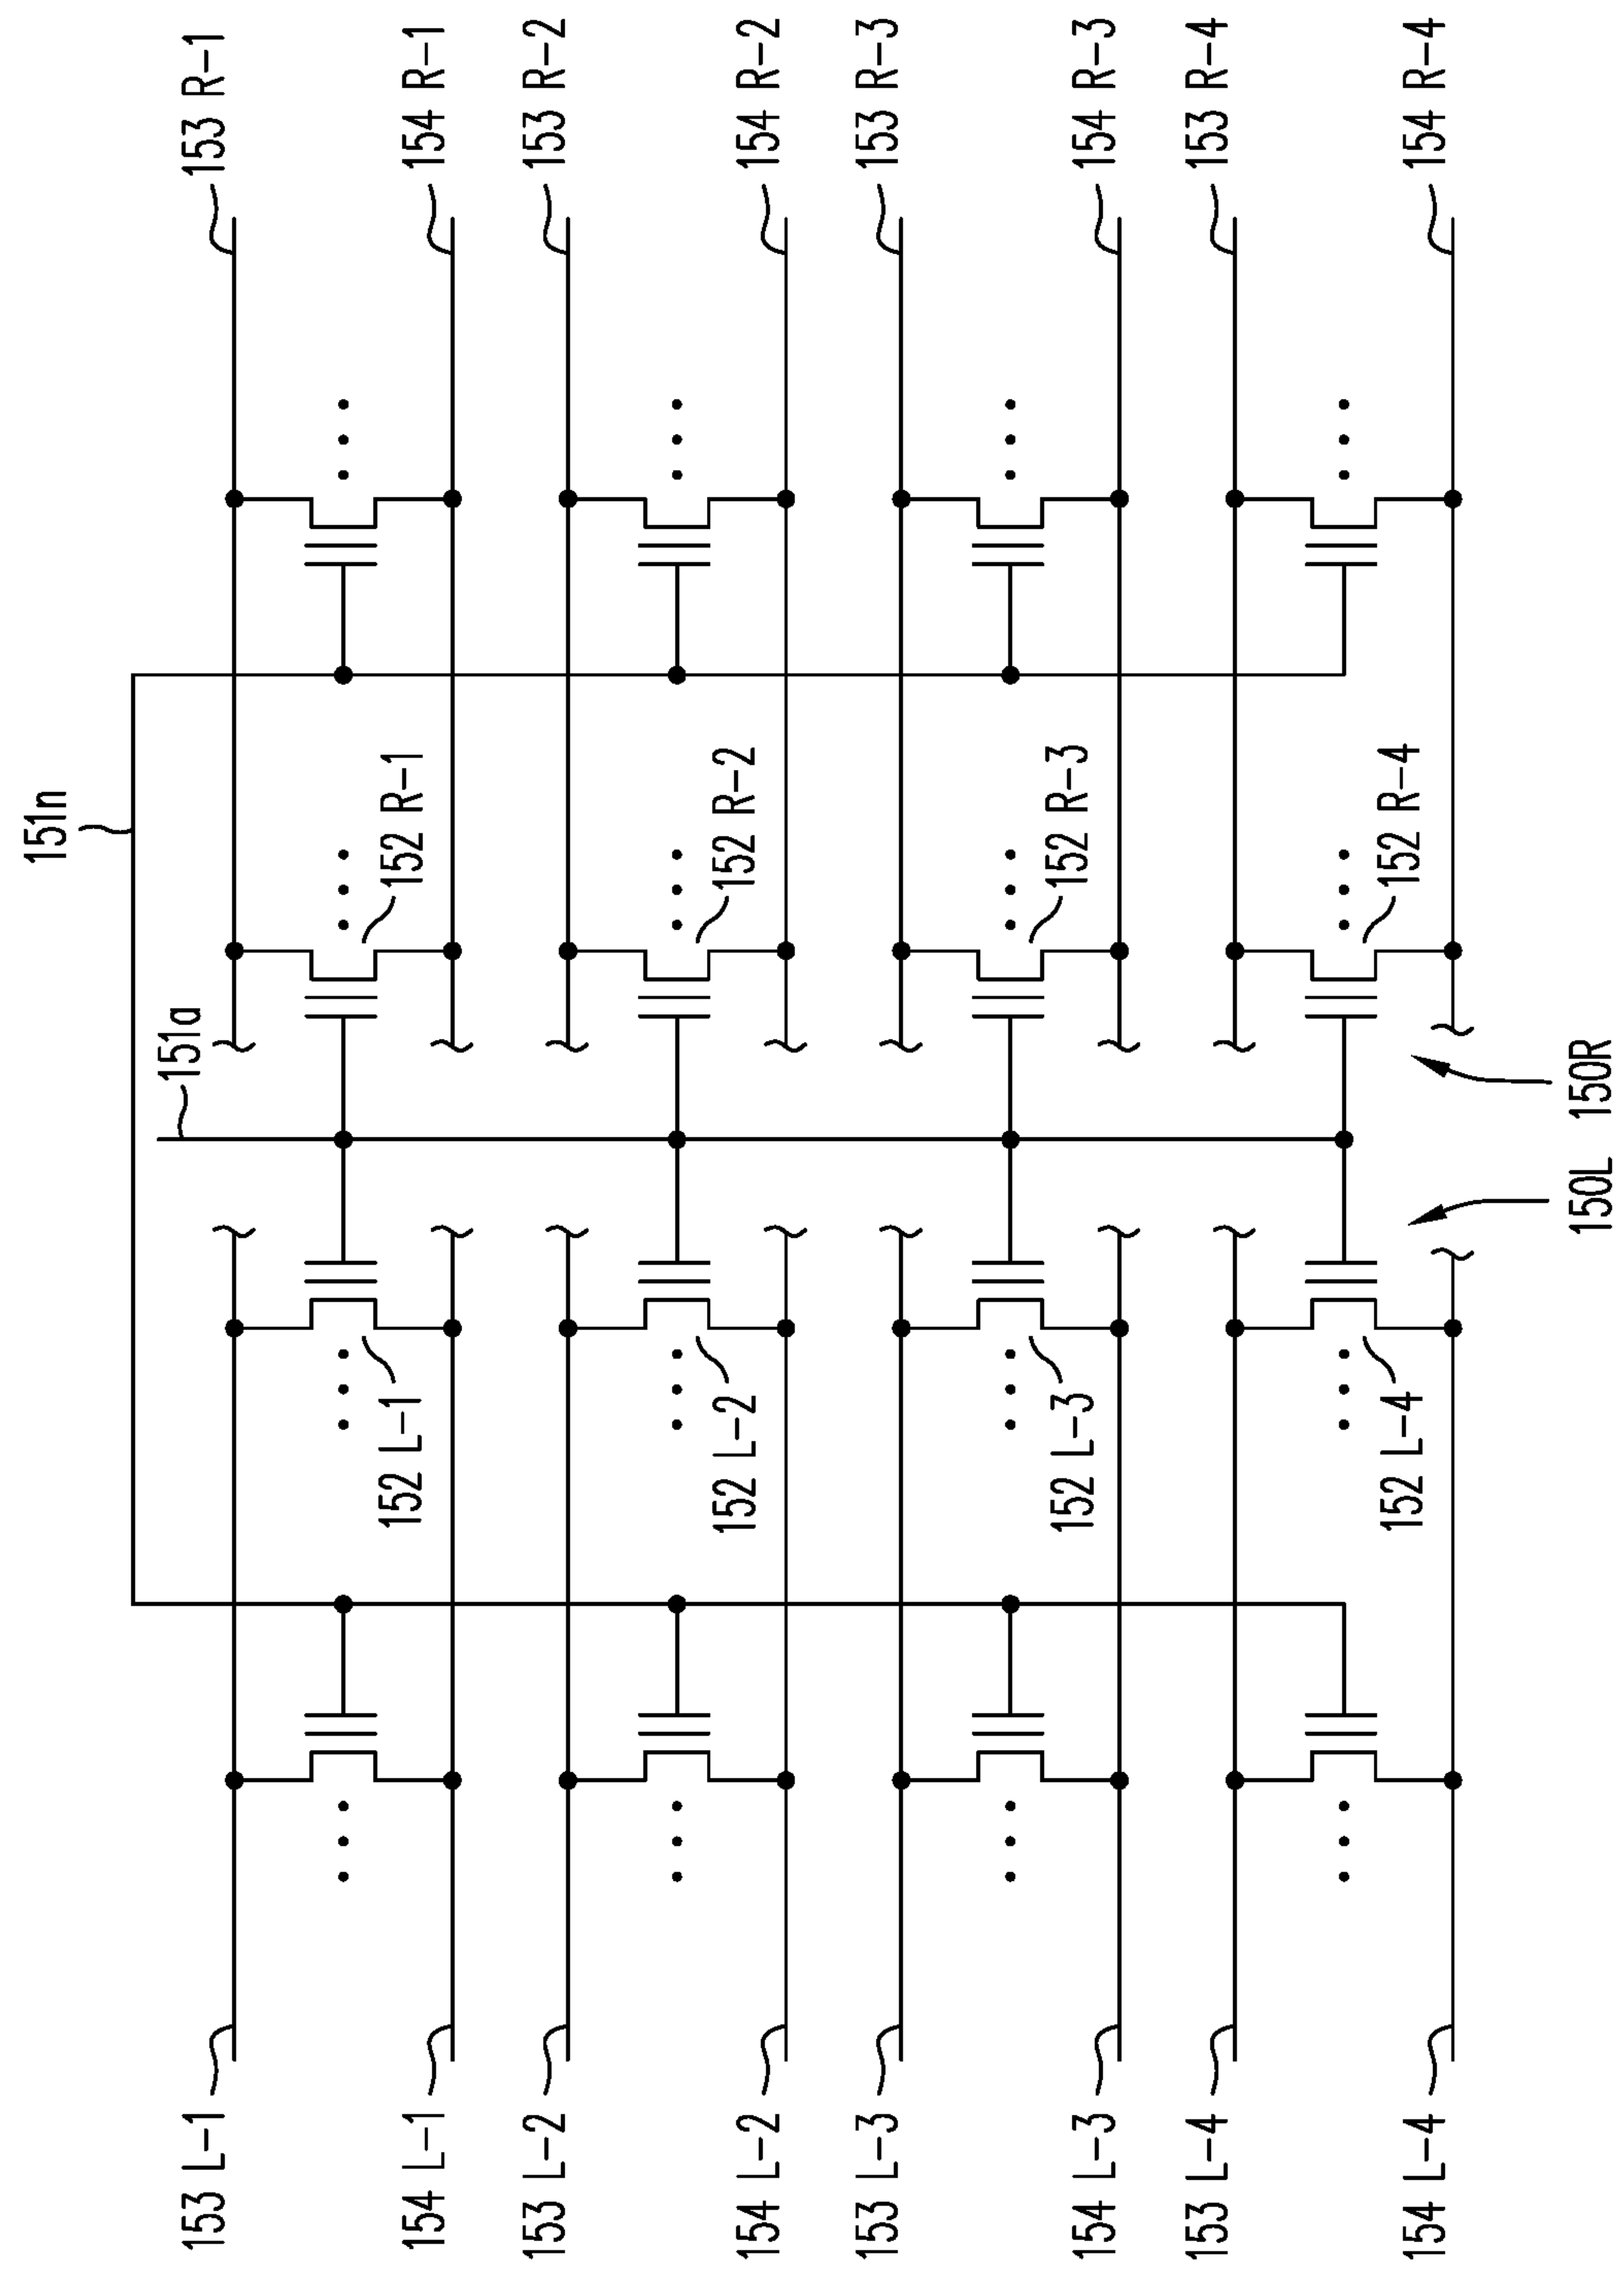 153 R-1
154 R-1
153 R-2
154 R-2
153 R-3
154 R-3
153 R-4
154 R-4
151n
152 R-1
152 R-2
152 R-3
152 R-4
151a
150R
150L
152 L-1
152 L-2
152 L-3
152 L-4
153 L-1
154 L-1
153 L-2
154 L-2
153 L-3
154 L-3
153 L-4
154 L-4